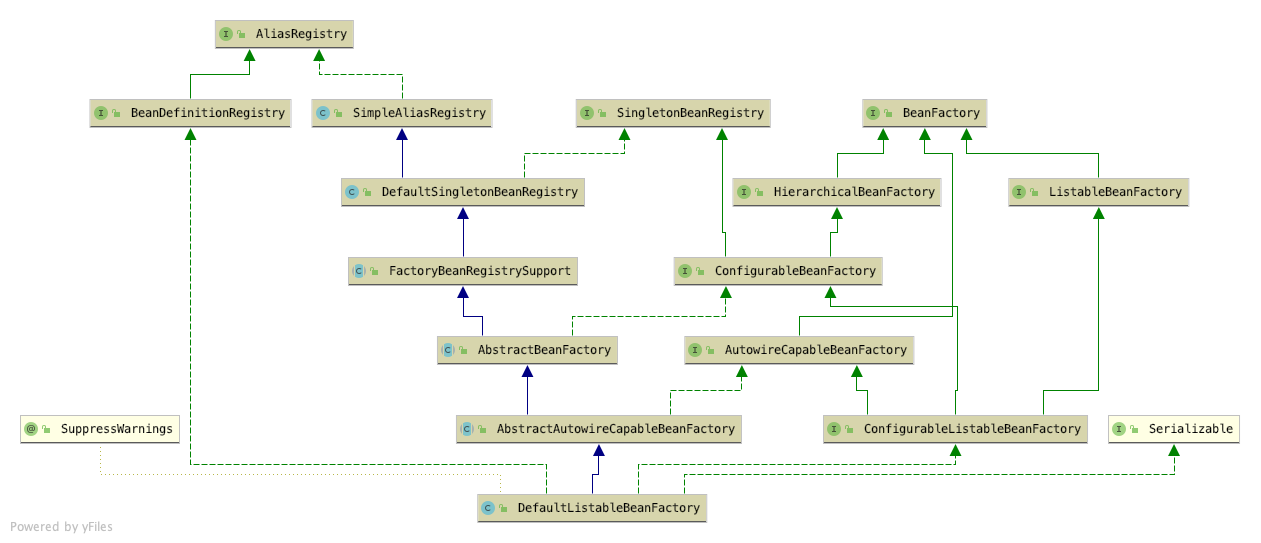 AliasRegistry
BeanDefinitionRegistry
SimpleAliasRegistry
SingletonBeanRegistry
BeanFactory
DefaultSingletonBeanRegistry
HierarchicalBeanFactory
ListableBeanFactory
FactoryBeanRegistrySupport
ConfigurableBeanFactory
AbstractBeanFactory
AutowireCapableBeanFactory
SuppressWarnings
AbstractAutowireCapableBeanFactory
ConfigurableListableBeanFactory
Serializable
DefaultListableBeanFactory
Powered by yFiles